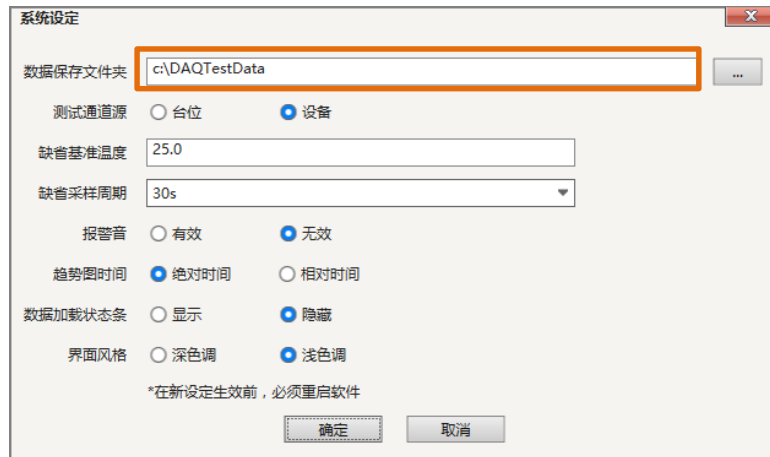 系统设定
数据保存文件夹 c:\DAQTestData ...
测试通道源 台位 设备
缺省基准温度 25.0
缺省采样周期 30s
报警音 有效 无效
趋势图时间 绝对时间 相对时间
数据加载状态条 显示 隐藏
界面风格 深色调 浅色调
*在新设定生效前，必须重启软件
确定 取消